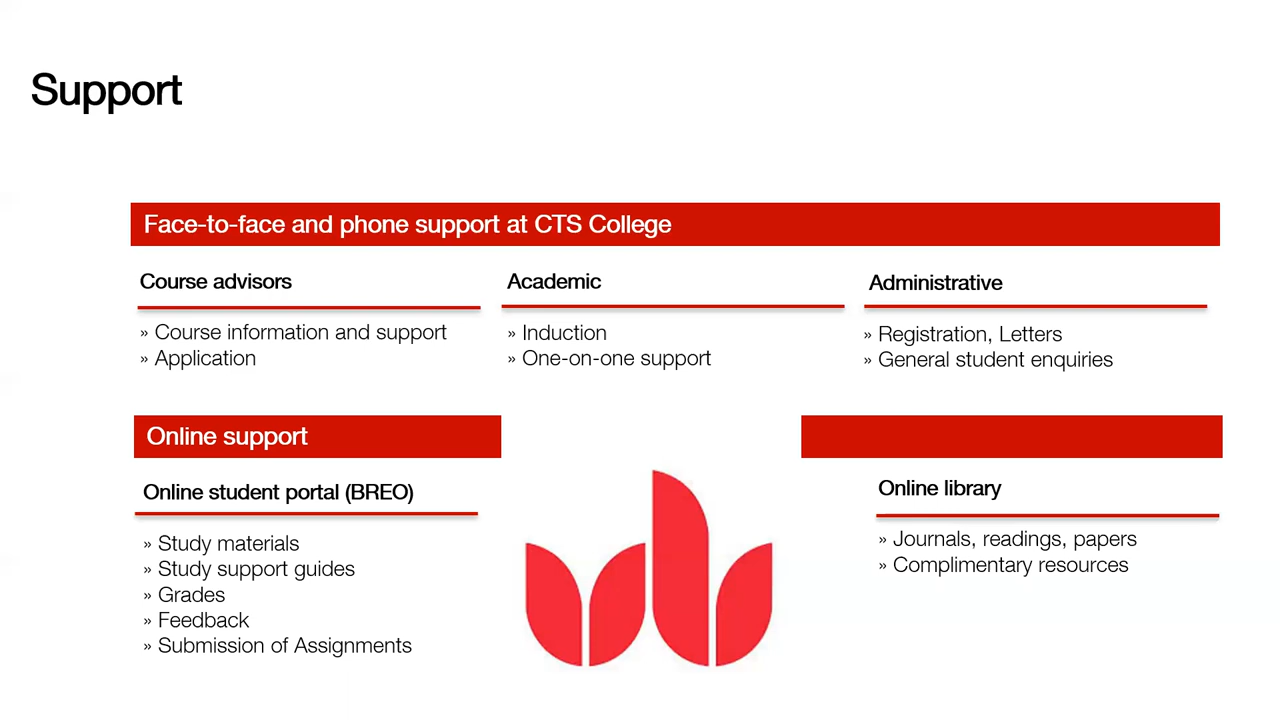 Support
Face-to-face and phone support at CTS College
Course advisors
» Course information and support
» Application
Academic
» Induction
» One-on-one support
Administrative
» Registration, Letters
» General student enquiries
Online support
Online student portal (BREO)
» Study materials
» Study support guides
» Grades
» Feedback
» Submission of Assignments
Online library
» Journals, readings, papers
» Complimentary resources